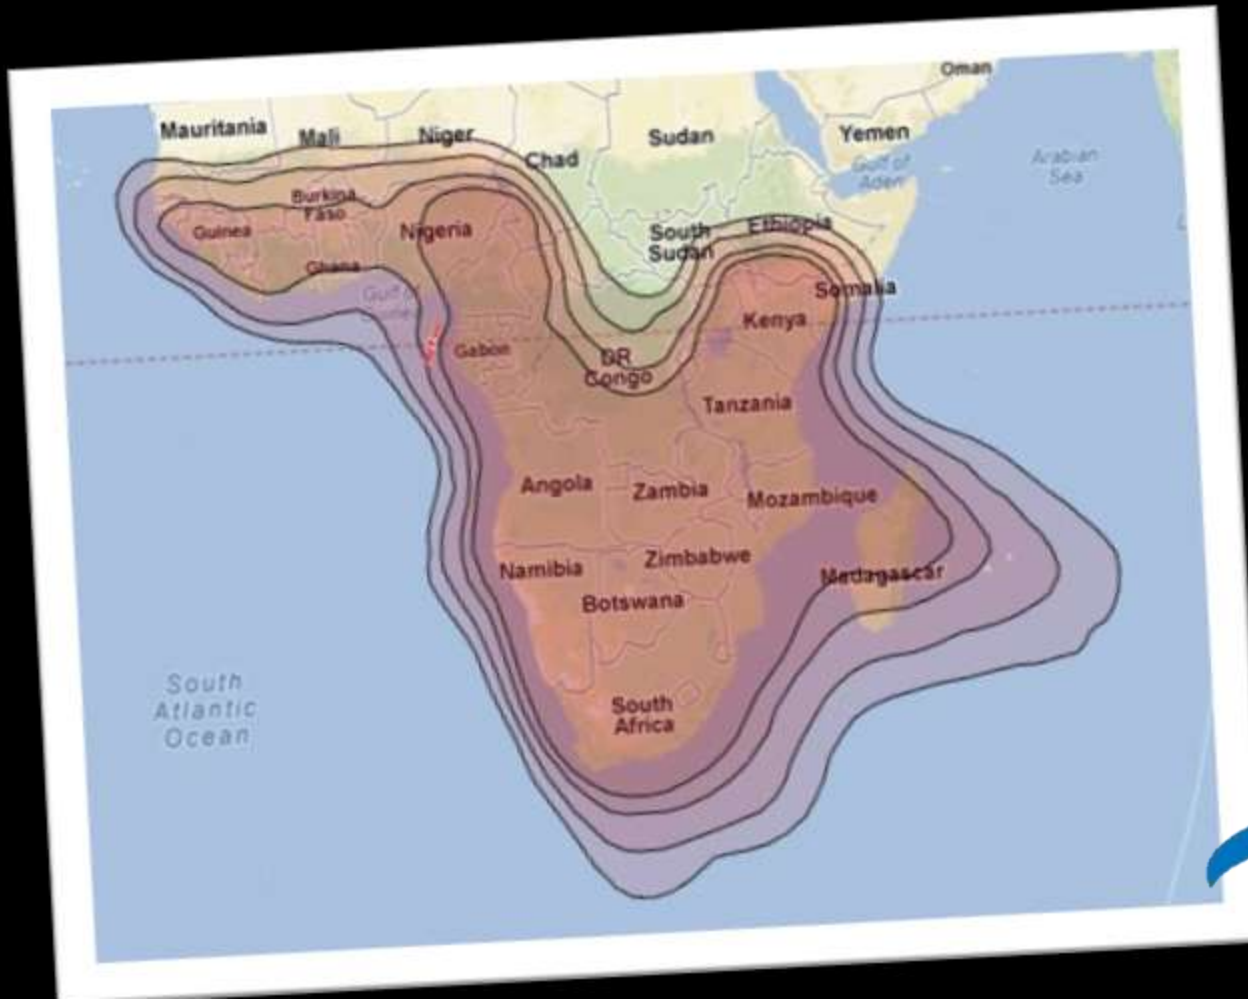 Oman
Mauritania
Mali
Niger
Chad
Sudan
Yemen
Gulf of
Aden
Arabian
Sea
Burkina
Faso
Guinea
Nigeria
South
Sudan
Ethiopia
Ghana
Gulf of
Somalia
Kenya
Gabon
DR
Congo
Tanzania
Angola
Zambia
Mozambique
Namibia
Zimbabwe
Madagascar
Botswana
South
Atlantic
Ocean
South
Africa